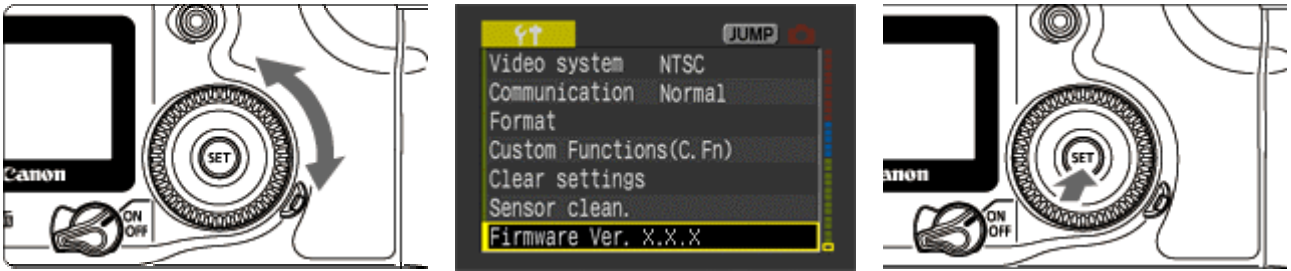 SET
Canon
ON
OFF
JUMP
Video system NTSC
Communication Normal
Format
Custom Functions(C.Fn)
Clear settings
Sensor clean.
Firmware Ver. X.X.X
SET
anon
ON
OFF